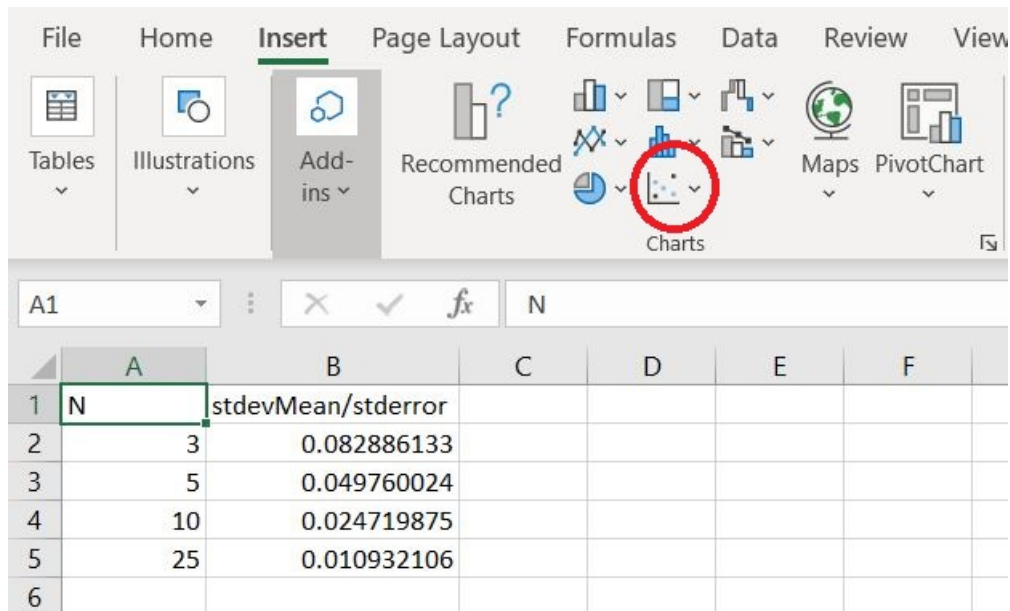 File Home Insert Page Layout Formulas Data Review View
Tables Illustrations Add-ins Recommended Charts Maps PivotChart
Charts
A1 fx N
A B C D E F
1 N stdevMean/stderror
2 3 0.082886133
3 5 0.049760024
4 10 0.024719875
5 25 0.010932106
6